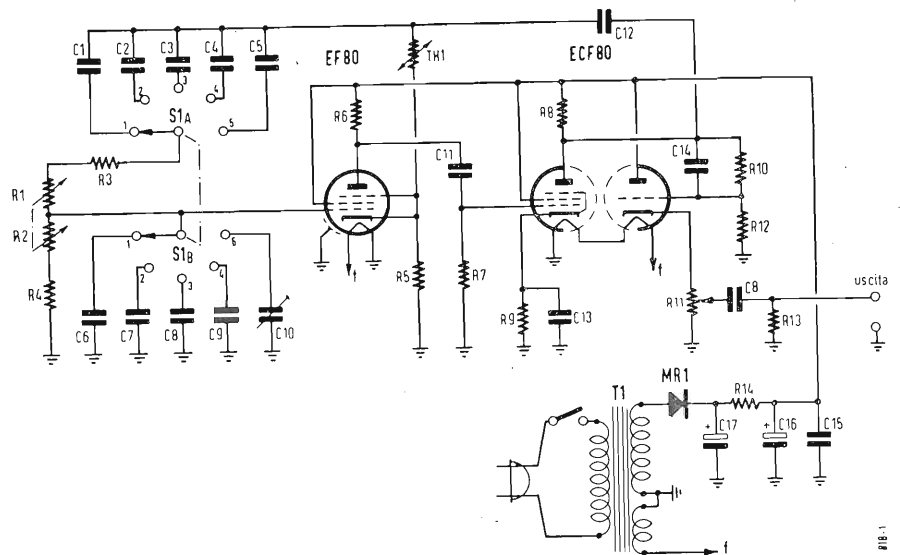 C1
C2
C3
C4
C5
EF80
TH1
C12
ECF80
2
3
4
1
S1A
5
R6
R8
C11
C14
R10
R3
R1
R2
R4
1
S1B
6
2
3
4
R5
R7
R12
f
f
C6
C7
C8
C9
C10
R9
C13
R11
C8
R13
uscita
T1
MR1
R14
+
C17
+
C16
C15
f
818-1